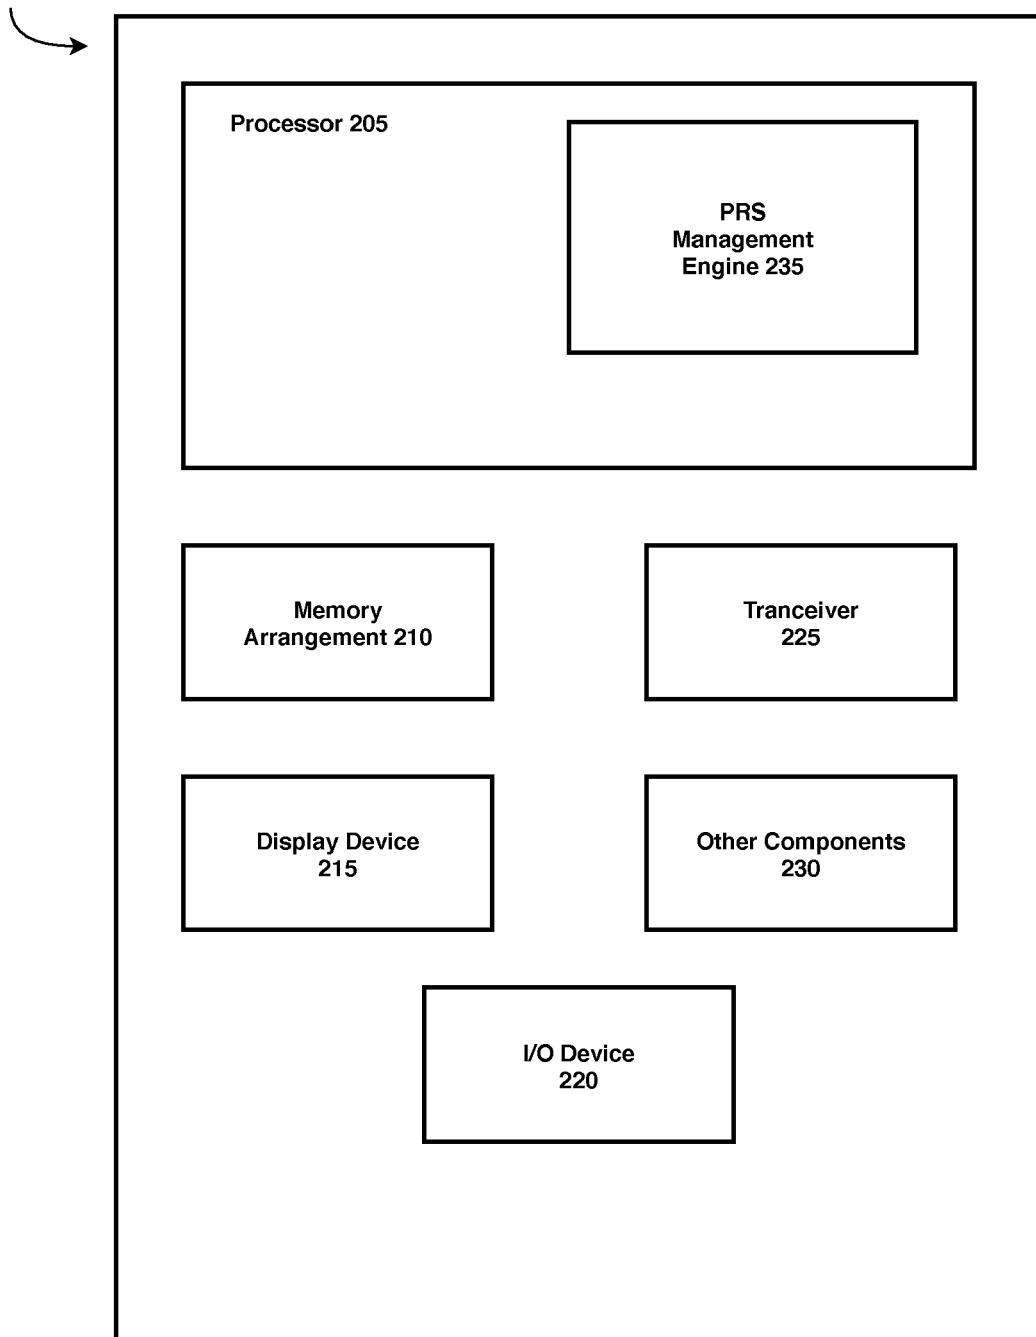 Processor 205
PRS
Management
Engine 235
Memory
Arrangement 210
Tranceiver
225
Display Device
215
Other Components
230
I/O Device
220